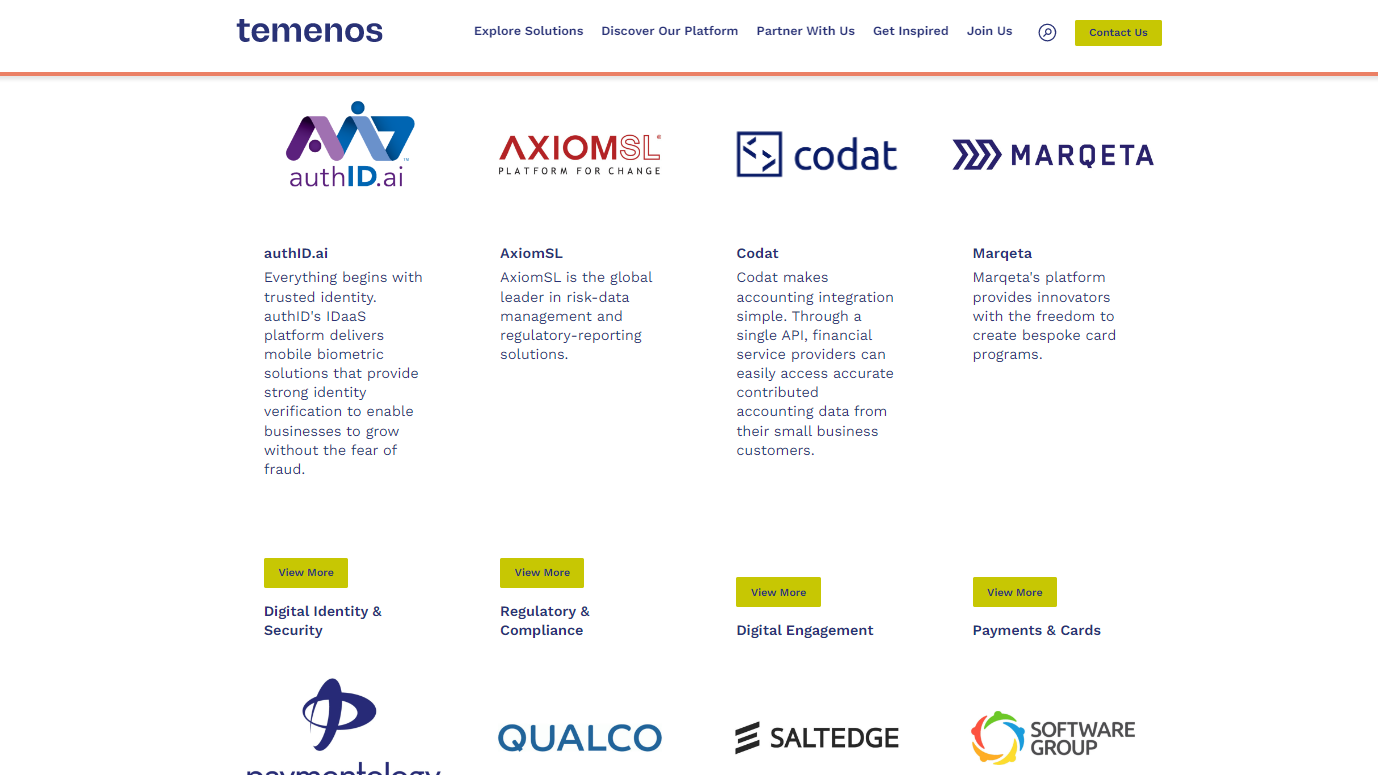 temenos
Explore Solutions
Discover Our Platform
Partner With Us
Get Inspired
Join Us
Contact Us
authID.ai
AXIOMSL
PLATFORM FOR CHANGE
codat
MARQETA
authID.ai
Everything begins with
trusted identity.
authID's IDaaS
platform delivers
mobile biometric
solutions that provide
strong identity
verification to enable
businesses to grow
without the fear of
fraud.
View More
Digital Identity &
Security
AxiomSL
AxiomSL is the global
leader in risk-data
management and
regulatory-reporting
solutions.
View More
Regulatory &
Compliance
Codat
Codat makes
accounting integration
simple. Through a
single API, financial
service providers can
easily access accurate
contributed
accounting data from
their small business
customers.
View More
Digital Engagement
Marqeta
Marqeta's platform
provides innovators
with the freedom to
create bespoke card
programs.
View More
Payments & Cards
paymentology
QUALCO
SALTEDGE
SOFTWARE
GROUP